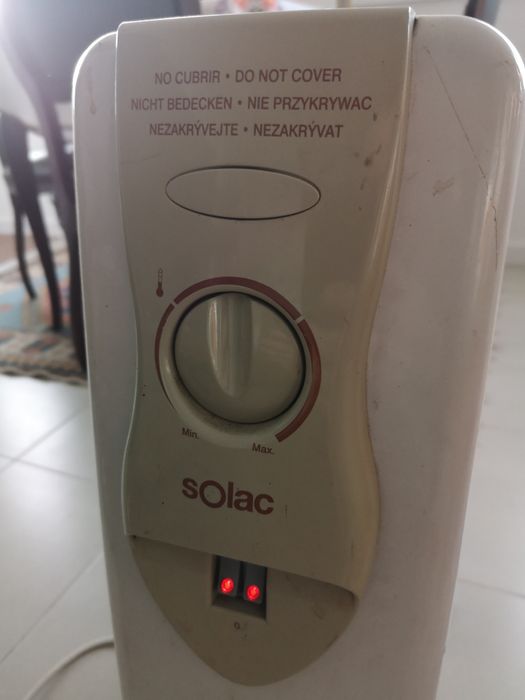 NO CUBRIR • DO NOT COVER
NICHT BEDECKEN • NIE PRZYKRYWAC
NEZAKRÝVEJTE • NEZAKRÝVAT
Min.
Max.
solac